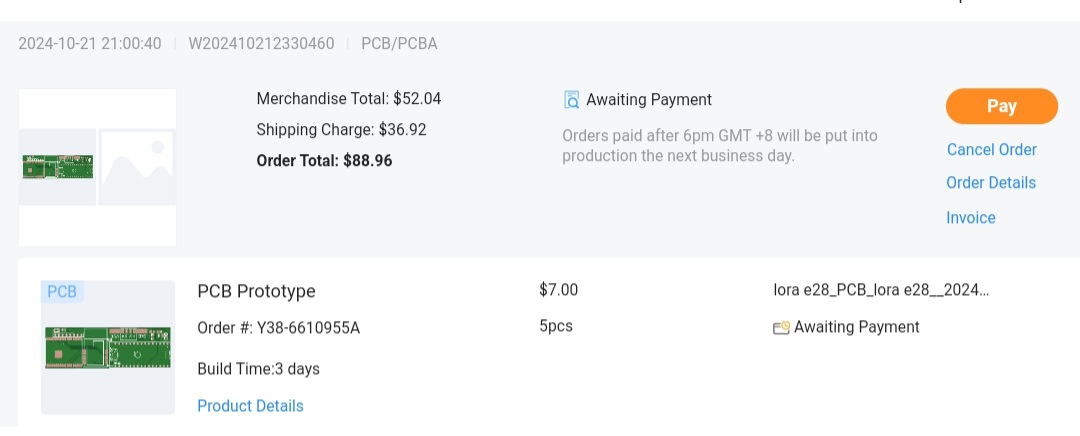 2024-10-21 21:00:40 | W202410212330460 | PCB/PCBA
Merchandise Total: $52.04
Shipping Charge: $36.92
Order Total: $88.96
Awaiting Payment
Orders paid after 6pm GMT +8 will be put into
production the next business day.
Pay
Cancel Order
Order Details
Invoice
PCB
PCB Prototype
Order #: Y38-6610955A
Build Time:3 days
Product Details
$7.00
5pcs
lora e28_PCB_lora e28__2024...
Awaiting Payment